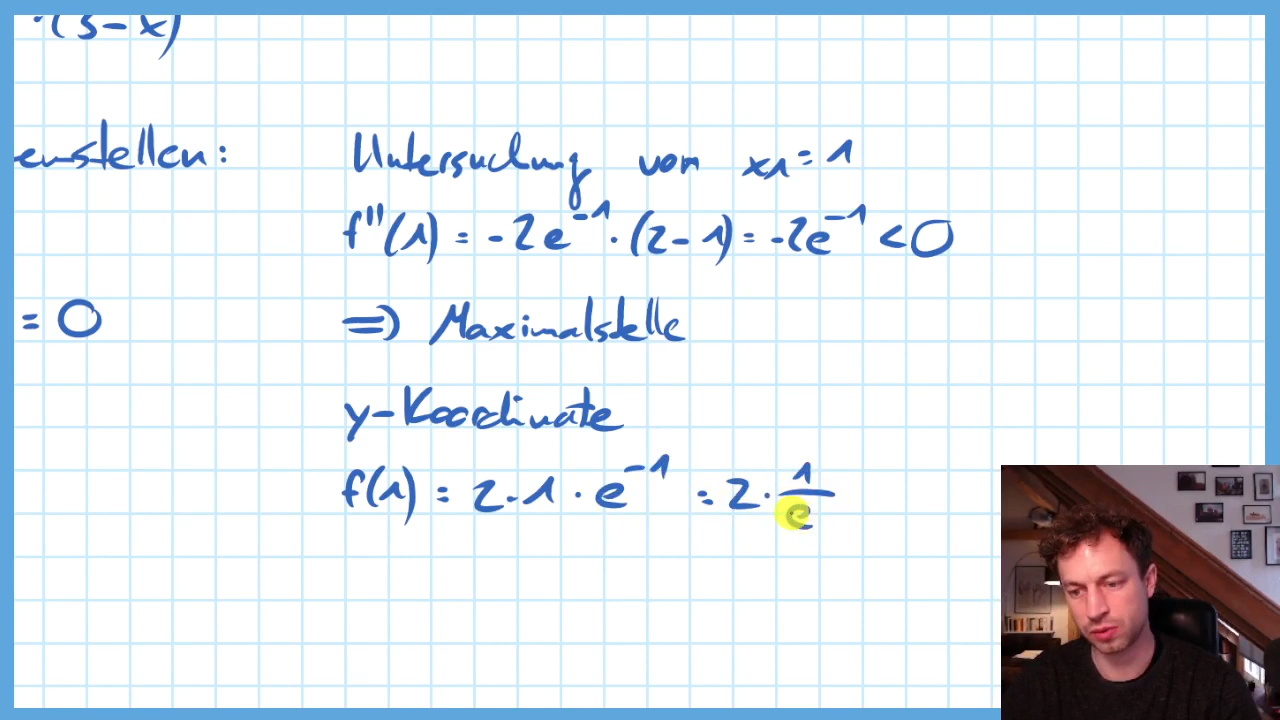 ·(3-x)
enstellen:
= 0
Untersuchung von x₁ = 1
f''(1) = -2e⁻¹ · (2-1) = -2e⁻¹ < 0
⇒ Maximalstelle
y-Koordinate
f(1) = 2 · 1 · e⁻¹ = 2 · 1/e